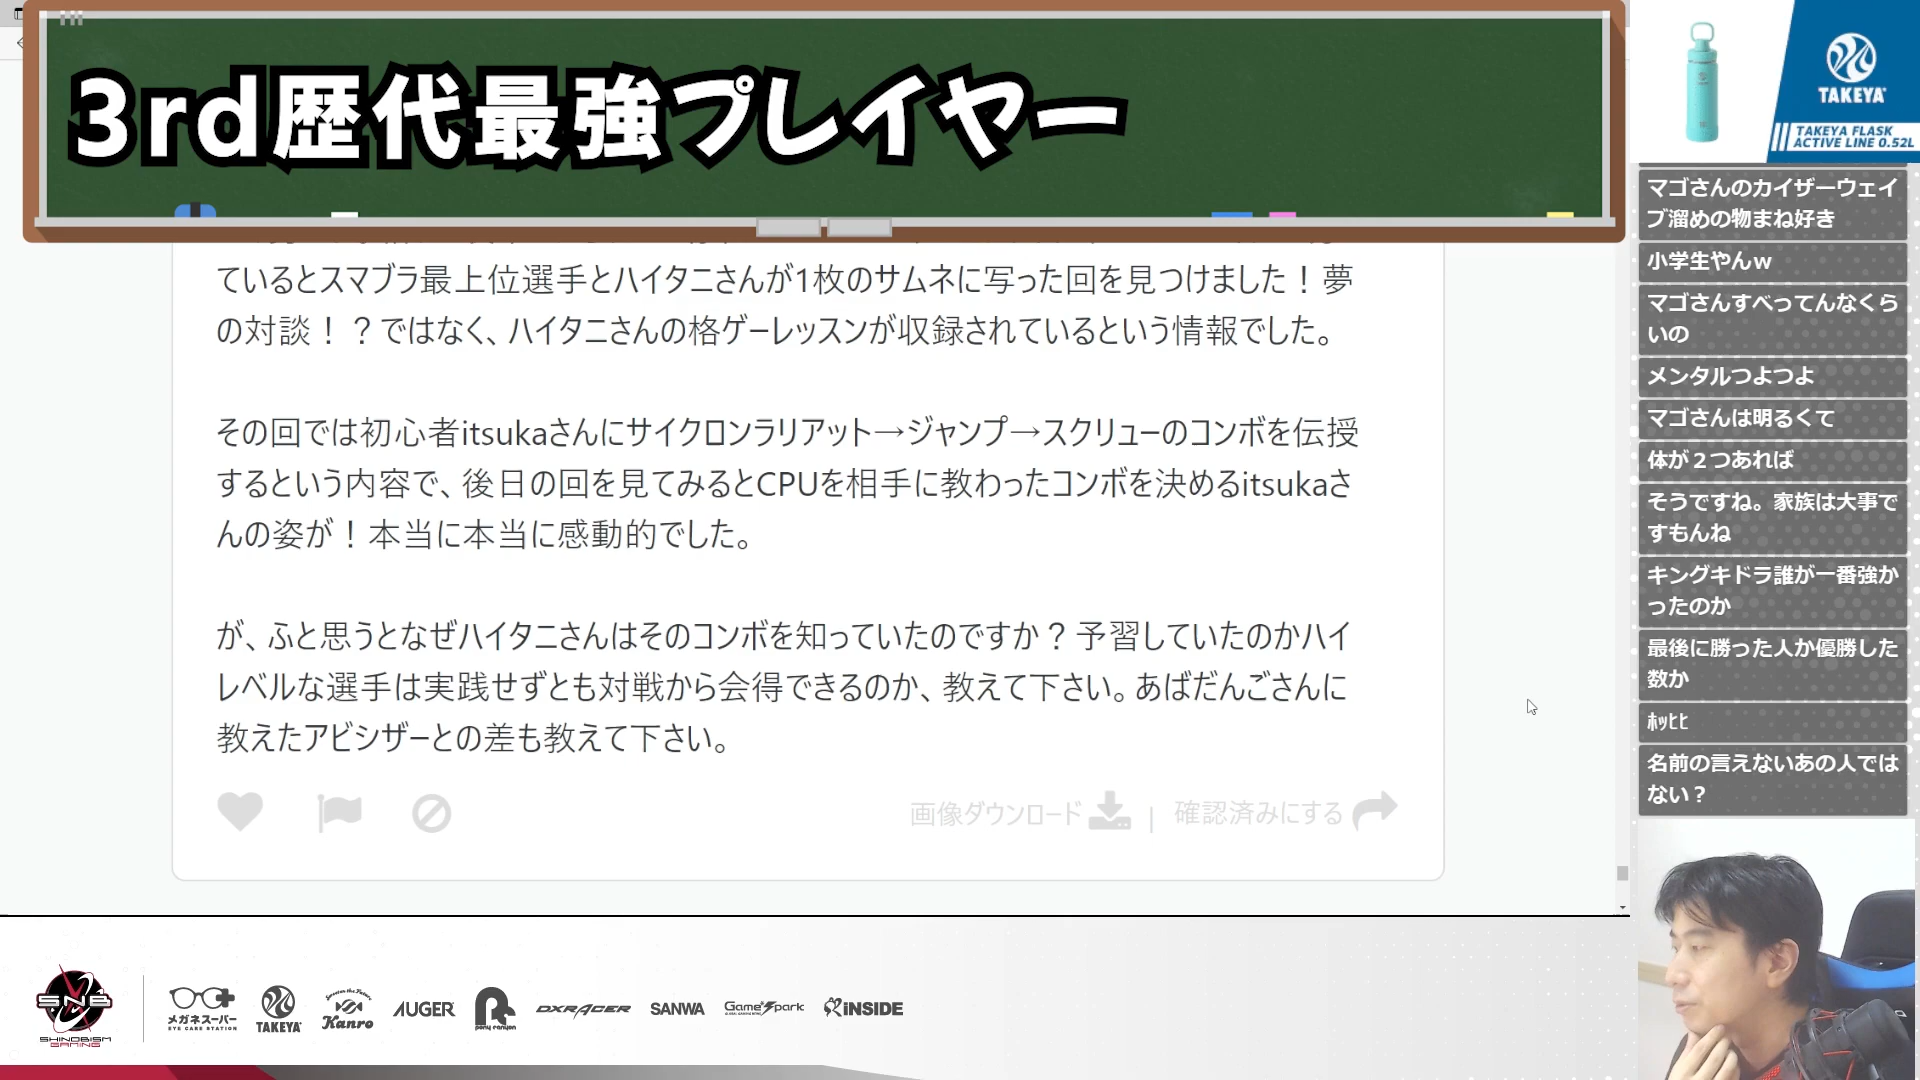 3rd歴代最強プレイヤー
ているとスマブラ最上位選手とハイタニさんが1枚のサムネに写った回を見つけました！夢
の対談！？ではなく、ハイタニさんの格ゲーレッスンが収録されているという情報でした。
その回では初心者itsukaさんにサイクロンラリアット→ジャンプ→スクリューのコンボを伝授
するという内容で、後日の回を見てみるとCPUを相手に教わったコンボを決めるitsukaさ
んの姿が！本当に本当に感動的でした。
が、ふと思うとなぜハイタニさんはそのコンボを知っていたのですか？予習していたのかハイ
レベルな選手は実践せずとも対戦から会得できるのか、教えて下さい。あばだんごさんに
教えたアビシザーとの差も教えて下さい。
画像ダウンロード | 確認済みにする
TAKEYA
TAKEYA FLASK
ACTIVE LINE 0.52L
マゴさんのカイザーウェイ
ブ溜めの物まね好き
小学生やんw
マゴさんすべってんなくら
いの
メンタルつよつよ
マゴさんは明るくて
体が２つあれば
そうですね。家族は大事で
すもんね
キングギドラ誰が一番強か
ったのか
最後に勝った人か優勝した
数か
ﾎｯﾋﾋ
名前の言えないあの人では
ない？
SNB
SHINOBISM
GAMING
メガネスーパー
EYE CARE STATION
TAKEYA
Kanro
AUGER
pony canyon
DXRACER
SANWA
Game*Spark
iNSIDE